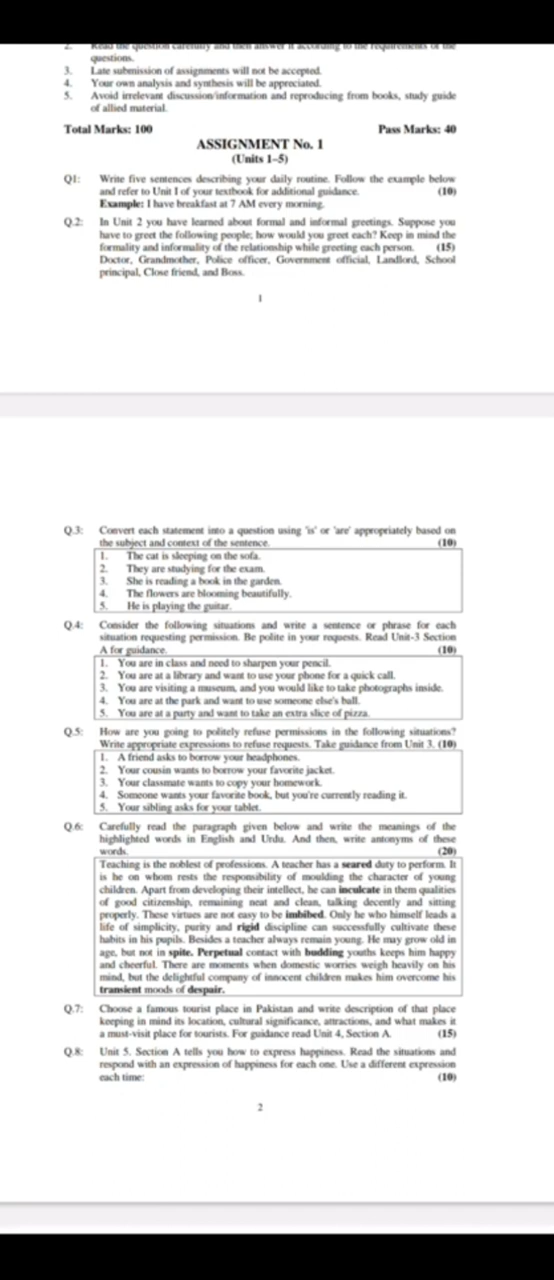 2. Read the question carefully and then answer it according to the requirements of the
questions.
3. Late submission of assignments will not be accepted.
4. Your own analysis and synthesis will be appreciated.
5. Avoid irrelevant discussion/information and reproducing from books, study guide
of allied material.
Total Marks: 100 Pass Marks: 40
ASSIGNMENT No. 1
(Units 1–5)
Q1: Write five sentences describing your daily routine. Follow the example below
and refer to Unit I of your textbook for additional guidance. (10)
Example: I have breakfast at 7 AM every morning.
Q.2: In Unit 2 you have learned about formal and informal greetings. Suppose you
have to greet the following people; how would you greet each? Keep in mind the
formality and informality of the relationship while greeting each person. (15)
Doctor, Grandmother, Police officer, Government official, Landlord, School
principal, Close friend, and Boss.
1
Q.3: Convert each statement into a question using 'is' or 'are' appropriately based on
the subject and context of the sentence. (10)
1. The cat is sleeping on the sofa.
2. They are studying for the exam.
3. She is reading a book in the garden.
4. The flowers are blooming beautifully.
5. He is playing the guitar.
Q.4: Consider the following situations and write a sentence or phrase for each
situation requesting permission. Be polite in your requests. Read Unit-3 Section
A for guidance. (10)
1. You are in class and need to sharpen your pencil.
2. You are at a library and want to use your phone for a quick call.
3. You are visiting a museum, and you would like to take photographs inside.
4. You are at the park and want to use someone else's ball.
5. You are at a party and want to take an extra slice of pizza.
Q.5: How are you going to politely refuse permissions in the following situations?
Write appropriate expressions to refuse requests. Take guidance from Unit 3. (10)
1. A friend asks to borrow your headphones.
2. Your cousin wants to borrow your favorite jacket.
3. Your classmate wants to copy your homework.
4. Someone wants your favorite book, but you're currently reading it.
5. Your sibling asks for your tablet.
Q.6: Carefully read the paragraph given below and write the meanings of the
highlighted words in English and Urdu. And then, write antonyms of these
words. (20)
Teaching is the noblest of professions. A teacher has a seared duty to perform. It
is he on whom rests the responsibility of moulding the character of young
children. Apart from developing their intellect, he can inculcate in them qualities
of good citizenship, remaining neat and clean, talking decently and sitting
properly. These virtues are not easy to be imbibed. Only he who himself leads a
life of simplicity, purity and rigid discipline can successfully cultivate these
habits in his pupils. Besides a teacher always remain young. He may grow old in
age, but not in spite. Perpetual contact with budding youths keeps him happy
and cheerful. There are moments when domestic worries weigh heavily on his
mind, but the delightful company of innocent children makes him overcome his
transient moods of despair.
Q.7: Choose a famous tourist place in Pakistan and write description of that place
keeping in mind its location, cultural significance, attractions, and what makes it
a must-visit place for tourists. For guidance read Unit 4, Section A. (15)
Q.8: Unit 5. Section A tells you how to express happiness. Read the situations and
respond with an expression of happiness for each one. Use a different expression
each time: (10)
2